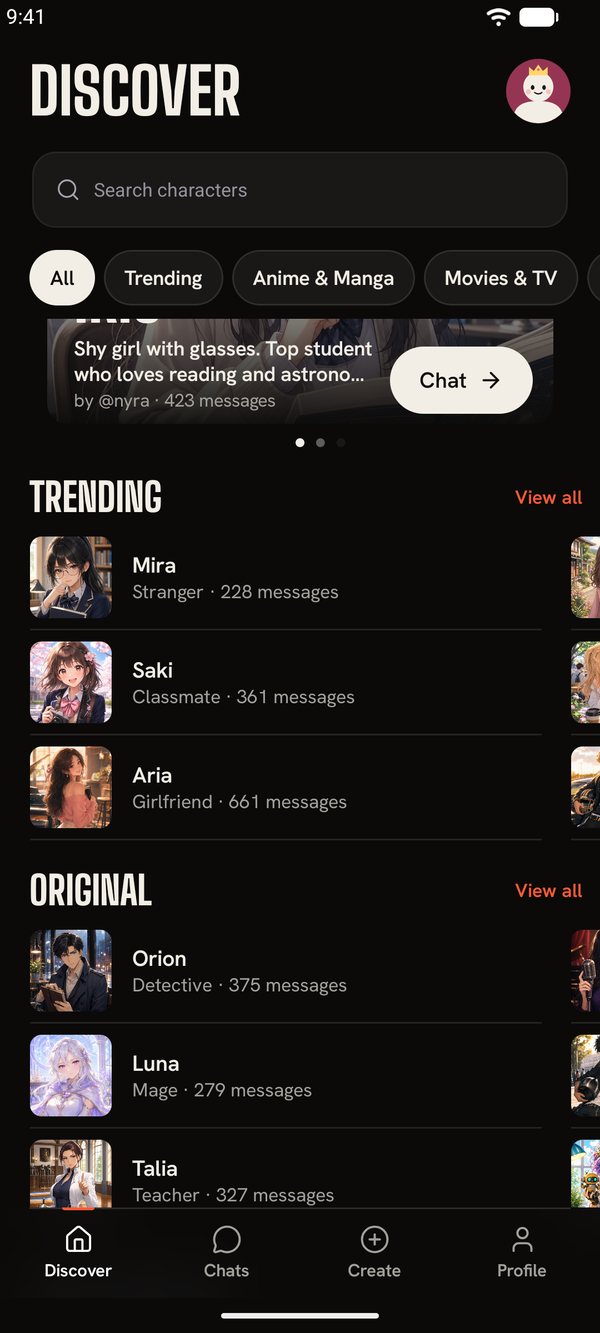 9:41
DISCOVER
Search characters
All
Trending
Anime & Manga
Movies & TV
Shy girl with glasses. Top student
who loves reading and astrono...
by @nyra · 423 messages
Chat
TRENDING
View all
Mira
Stranger · 228 messages
Saki
Classmate · 361 messages
Aria
Girlfriend · 661 messages
ORIGINAL
View all
Orion
Detective · 375 messages
Luna
Mage · 279 messages
Talia
Teacher · 327 messages
Discover
Chats
Create
Profile